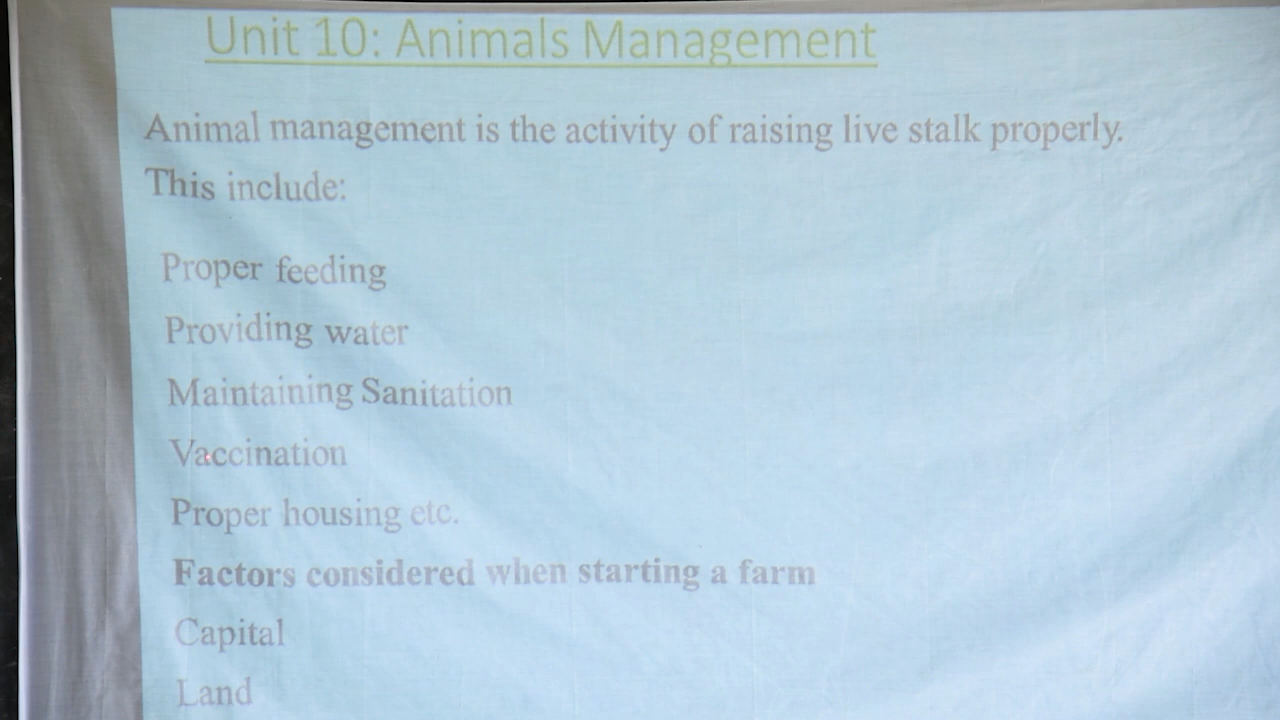 Unit 10: Animals Management
Animal management is the activity of raising live stalk properly.
This include:
Proper feeding
Providing water
Maintaining Sanitation
Vaccination
Proper housing etc.
Factors considered when starting a farm
Capital
Land